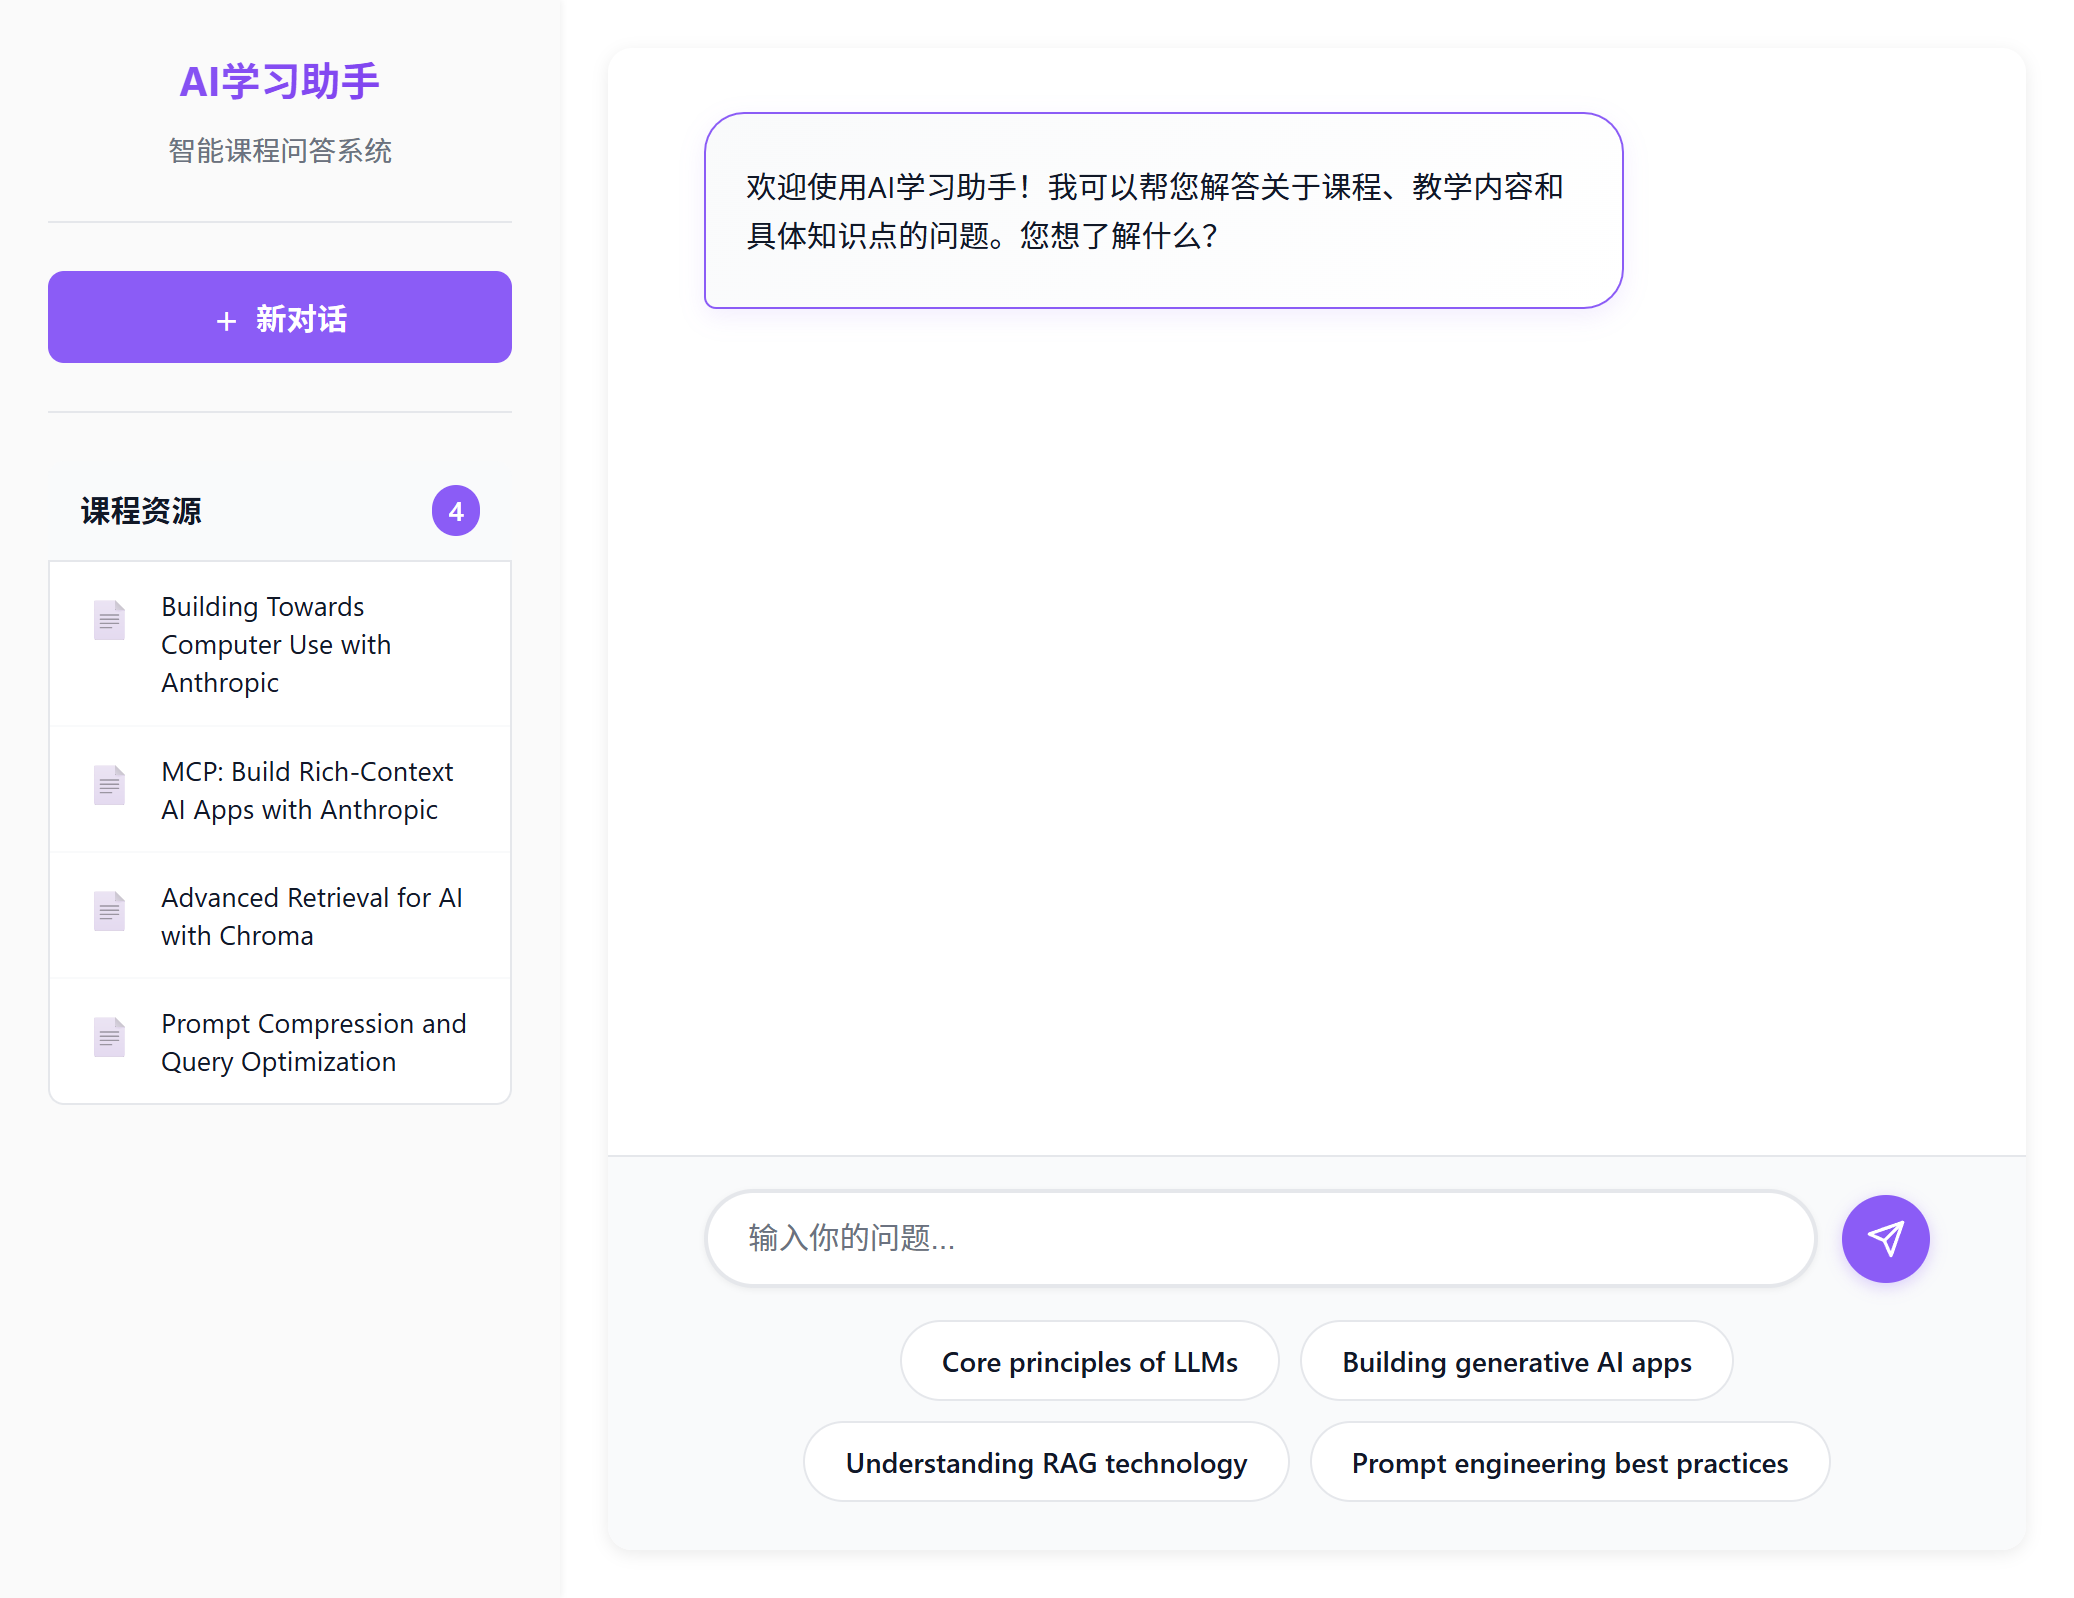 AI学习助手
智能课程问答系统
+ 新对话
课程资源
4
Building Towards
Computer Use with
Anthropic
MCP: Build Rich-Context
AI Apps with Anthropic
Advanced Retrieval for AI
with Chroma
Prompt Compression and
Query Optimization
欢迎使用AI学习助手！我可以帮您解答关于课程、教学内容和
具体知识点的问题。您想了解什么？
输入你的问题...
Core principles of LLMs
Building generative AI apps
Understanding RAG technology
Prompt engineering best practices